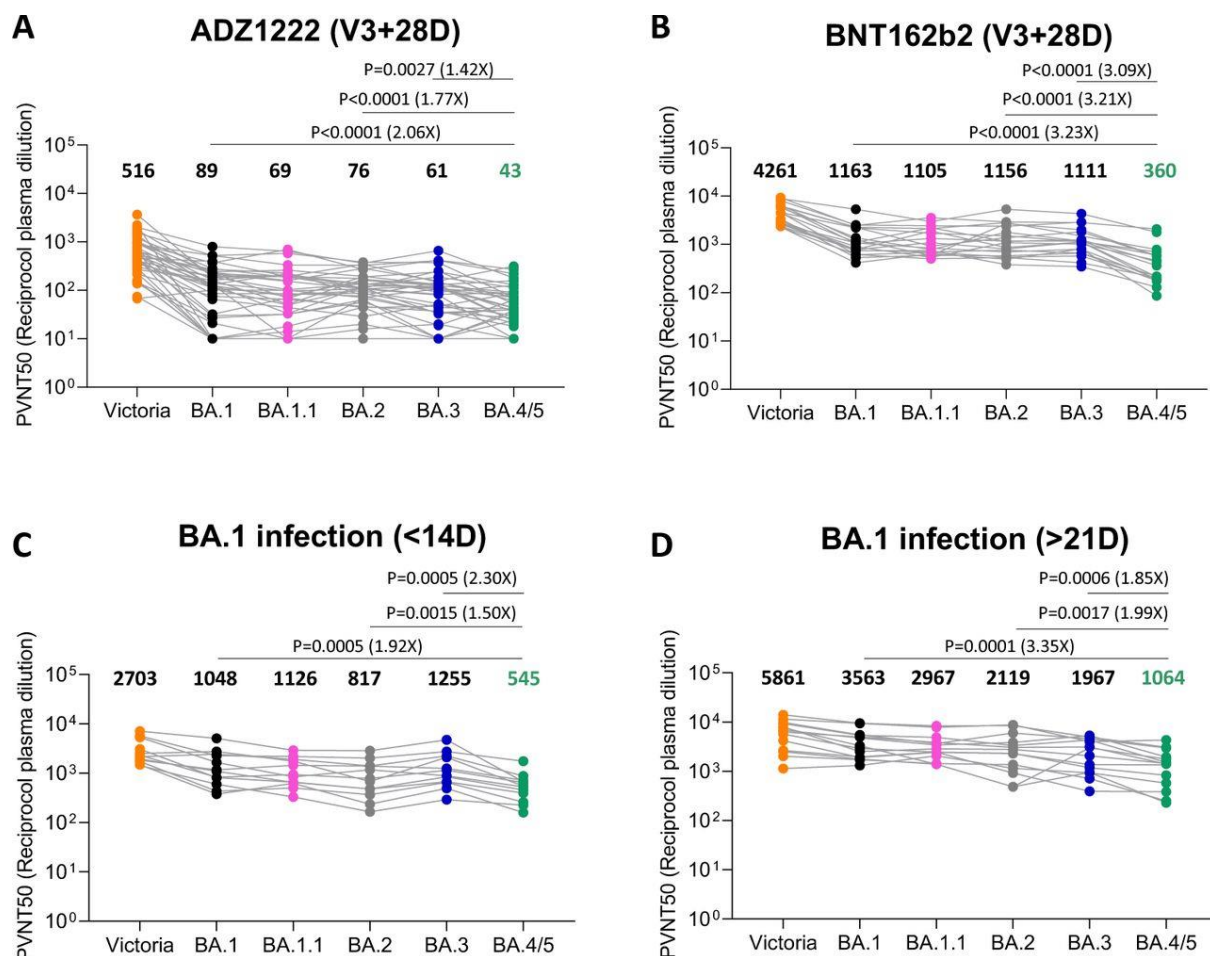 A
ADZ1222 (V3+28D)
P=0.0027 (1.42X)
P<0.0001 (1.77X)
P<0.0001 (2.06X)
PVNT50 (Reciprocol plasma dilution)
10⁵
10⁴
10³
10²
10¹
10⁰
516 89 69 76 61 43
Victoria BA.1 BA.1.1 BA.2 BA.3 BA.4/5
B
BNT162b2 (V3+28D)
P<0.0001 (3.09X)
P<0.0001 (3.21X)
P<0.0001 (3.23X)
PVNT50 (Reciprocol plasma dilution)
10⁵
10⁴
10³
10²
10¹
10⁰
4261 1163 1105 1156 1111 360
Victoria BA.1 BA.1.1 BA.2 BA.3 BA.4/5
C
BA.1 infection (<14D)
P=0.0005 (2.30X)
P=0.0015 (1.50X)
P=0.0005 (1.92X)
PVNT50 (Reciprocol plasma dilution)
10⁵
10⁴
10³
10²
10¹
10⁰
2703 1048 1126 817 1255 545
Victoria BA.1 BA.1.1 BA.2 BA.3 BA.4/5
D
BA.1 infection (>21D)
P=0.0006 (1.85X)
P=0.0017 (1.99X)
P=0.0001 (3.35X)
PVNT50 (Reciprocol plasma dilution)
10⁵
10⁴
10³
10²
10¹
10⁰
5861 3563 2967 2119 1967 1064
Victoria BA.1 BA.1.1 BA.2 BA.3 BA.4/5